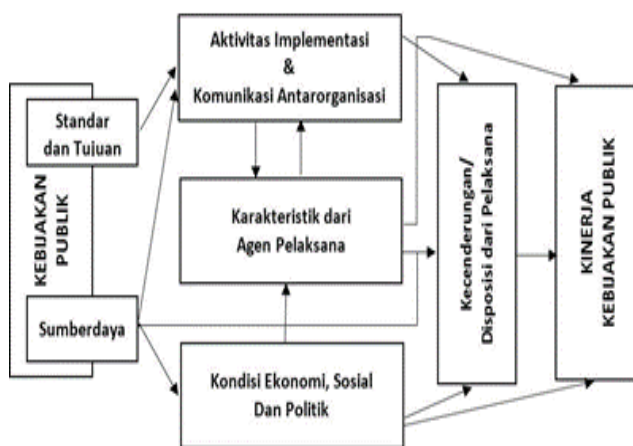 KEBIJAKAN
PUBLIK
Standar
dan Tujuan
Sumberdaya
Aktivitas Implementasi
&
Komunikasi Antarorganisasi
Karakteristik dari
Agen Pelaksana
Kondisi Ekonomi, Sosial
Dan Politik
Kecenderungan/
Disposisi dari Pelaksana
KINERJA
KEBIJAKAN PUBLIK